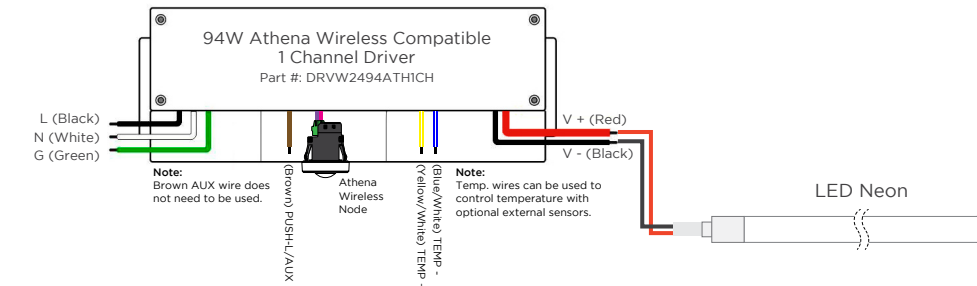 94W Athena Wireless Compatible
1 Channel Driver
Part #: DRVW2494ATH1CH
L (Black)
N (White)
G (Green)
V + (Red)
V - (Black)
Note:
Brown AUX wire does
not need to be used.
(Brown) PUSH-L/AUX
Athena
Wireless
Node
(Yellow/White) TEMP -
(Blue/White) TEMP -
Note:
Temp. wires can be used to
control temperature with
optional external sensors.
LED Neon